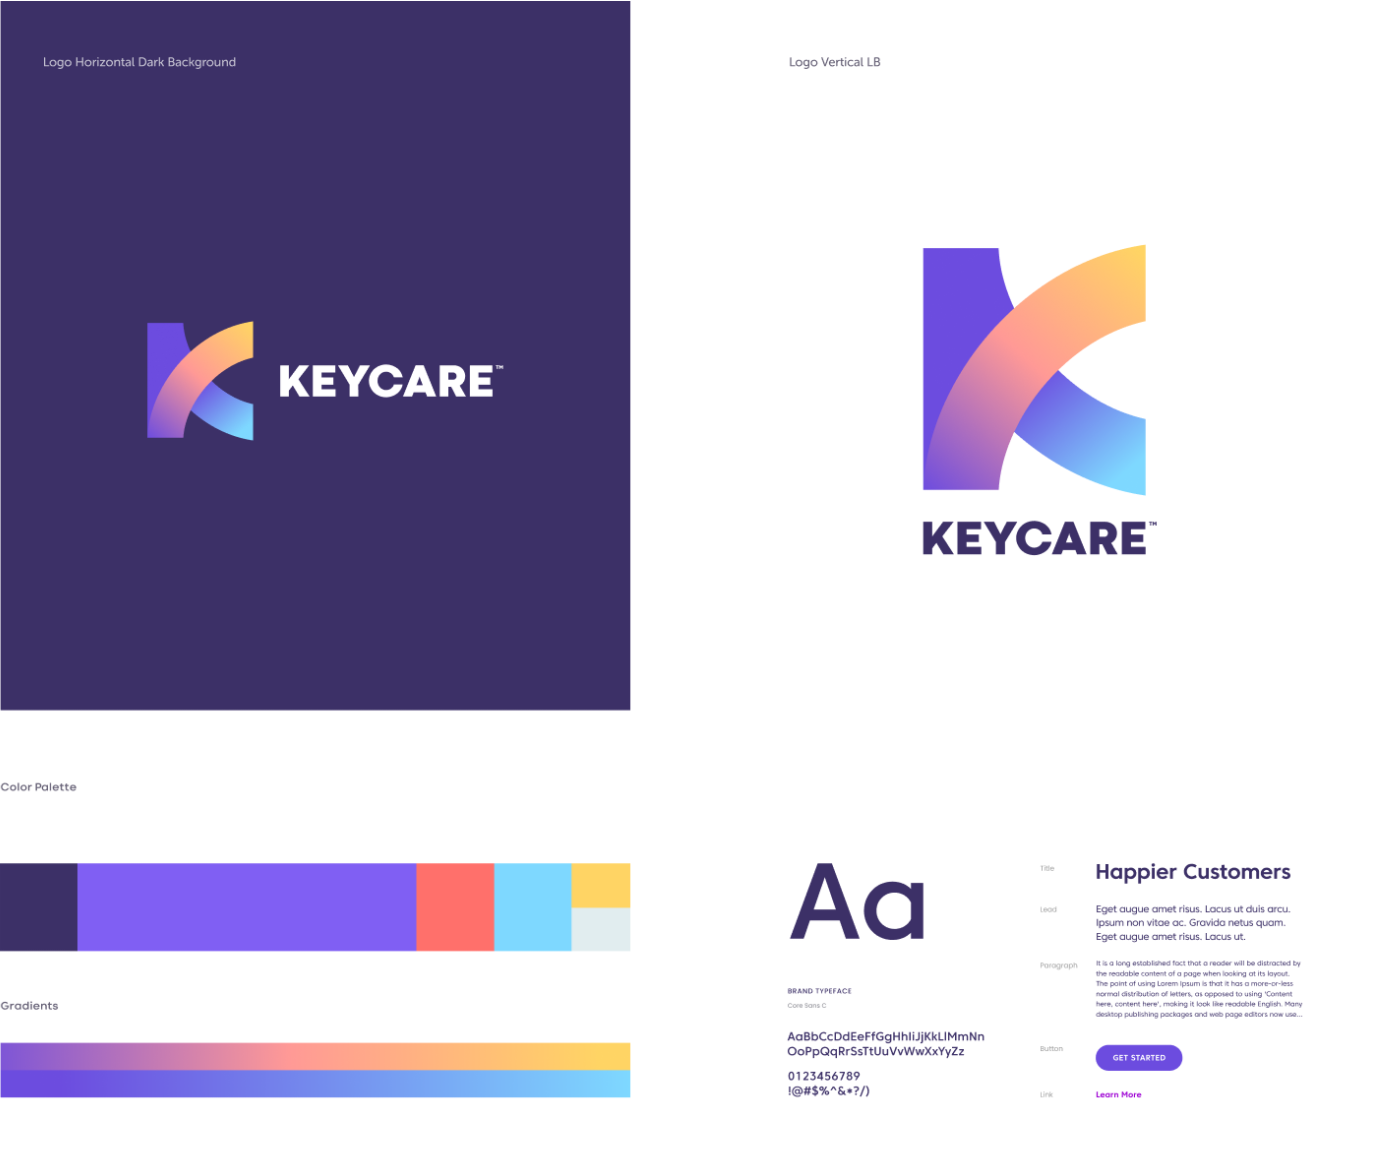 Logo Horizontal Dark Background
KEYCARE™
Logo Vertical LB
KEYCARE™
Color Palette
Gradients
Aa
BRAND TYPEFACE
Core Sans C
AaBbCcDdEeFfGgHhIiJjKkLlMmNn
OoPpQqRrSsTtUuVvWwXxYyZz
0123456789
!@#$%^&*?/)
Title
Happier Customers
Lead
Eget augue amet risus. Lacus ut duis arcu.
Ipsum non vitae ac. Gravida netus quam.
Eget augue amet risus. Lacus ut.
Paragraph
It is a long established fact that a reader will be distracted by
the readable content of a page when looking at its layout.
The point of using Lorem Ipsum is that it has a more-or-less
normal distribution of letters, as opposed to using 'Content
here, content here', making it look like readable English. Many
desktop publishing packages and web page editors now use...
Button
GET STARTED
Link
Learn More